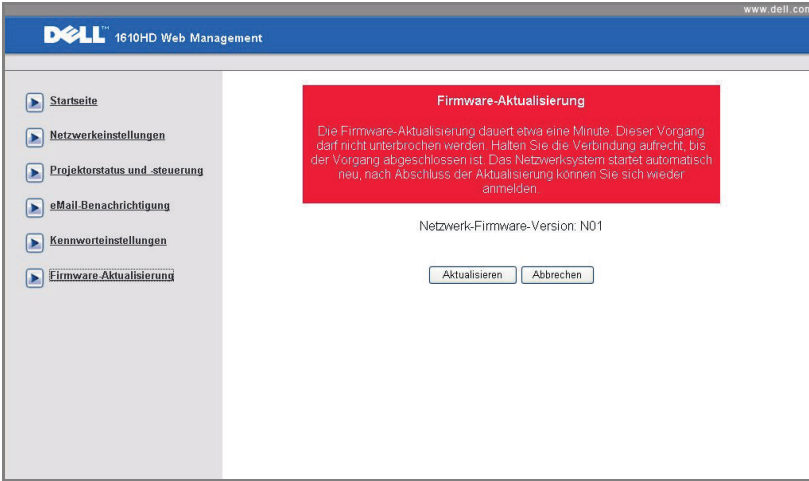 www.dell.com
DELL™ 1610HD Web Management
Startseite
Netzwerkeinstellungen
Projektorstatus und -steuerung
eMail-Benachrichtigung
Kennworteinstellungen
Firmware-Aktualisierung
Firmware-Aktualisierung
Die Firmware-Aktualisierung dauert etwa eine Minute. Dieser Vorgang
darf nicht unterbrochen werden. Halten Sie die Verbindung aufrecht, bis
der Vorgang abgeschlossen ist. Das Netzwerksystem startet automatisch
neu, nach Abschluss der Aktualisierung können Sie sich wieder
anmelden.
Netzwerk-Firmware-Version: N01
Aktualisieren Abbrechen